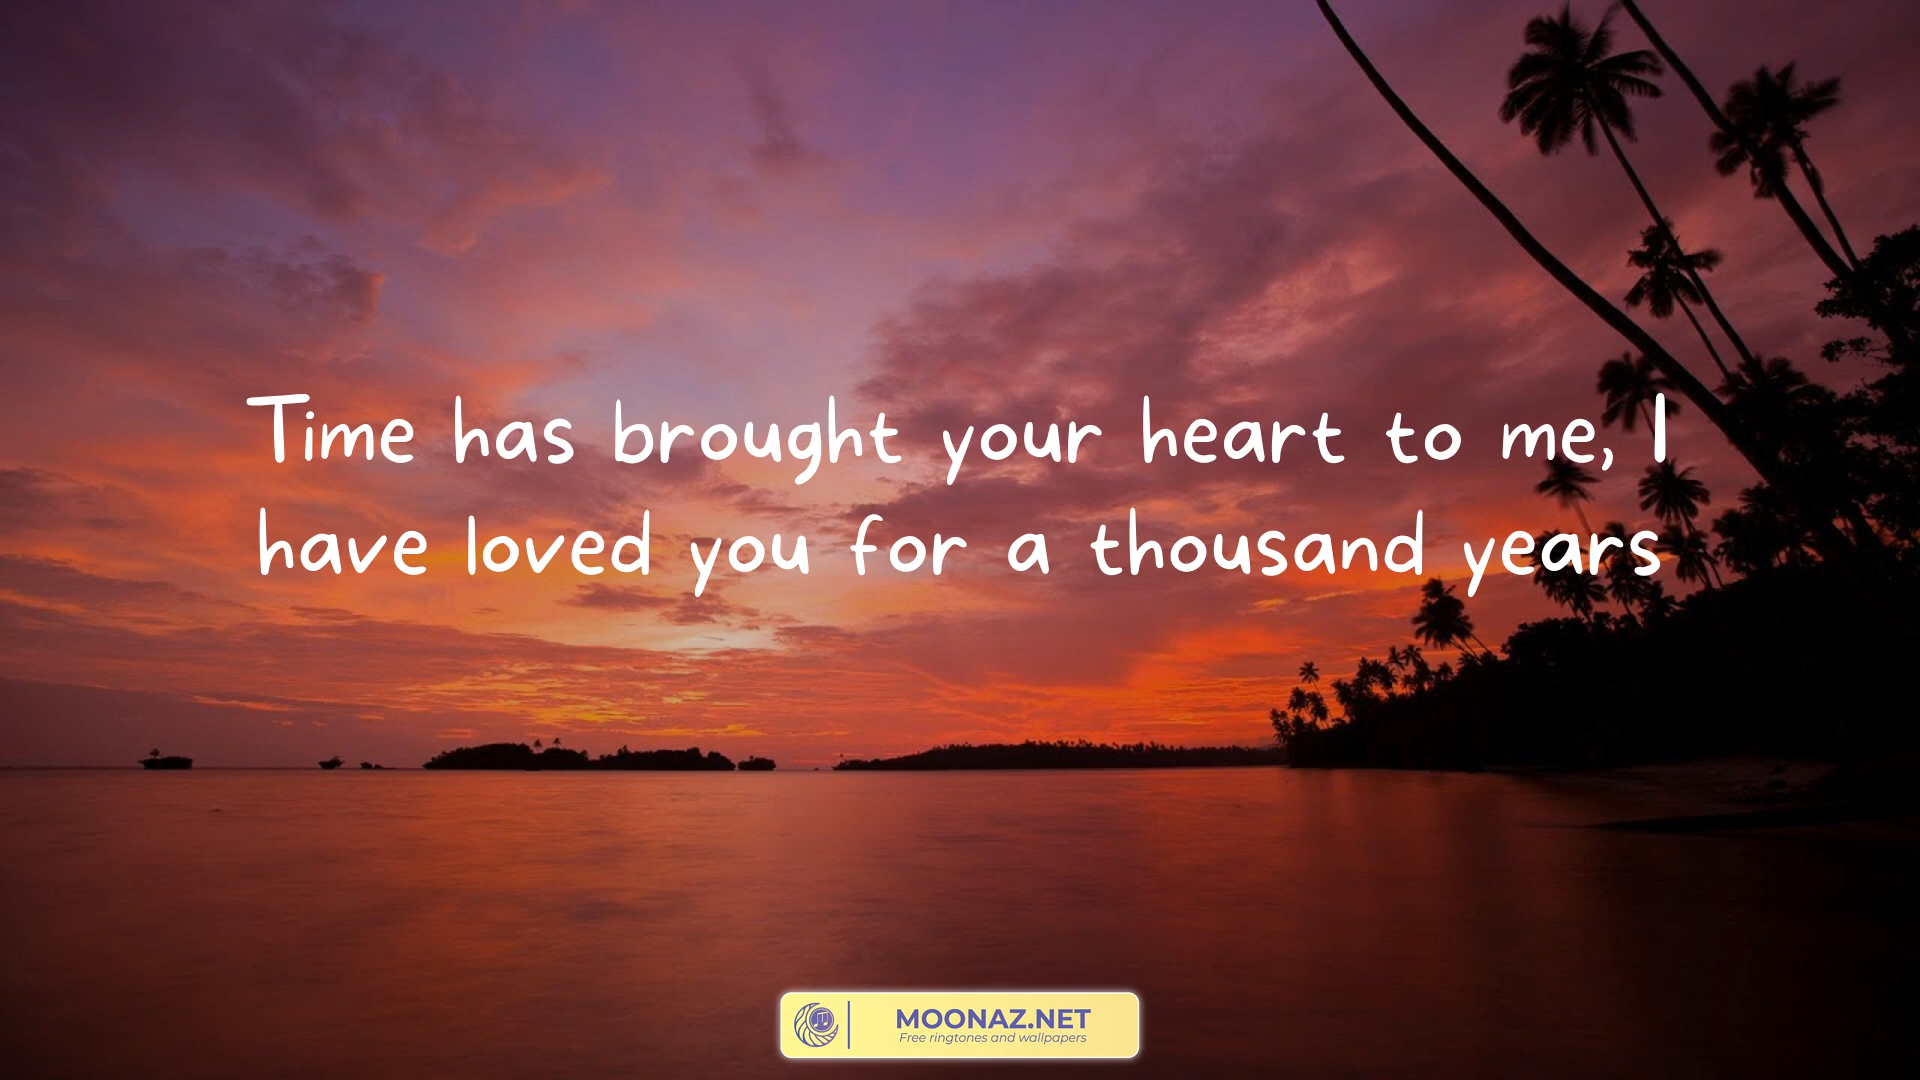 Time has brought your heart to me, I
have loved you for a thousand years
MOONAZ.NET
Free ringtones and wallpapers